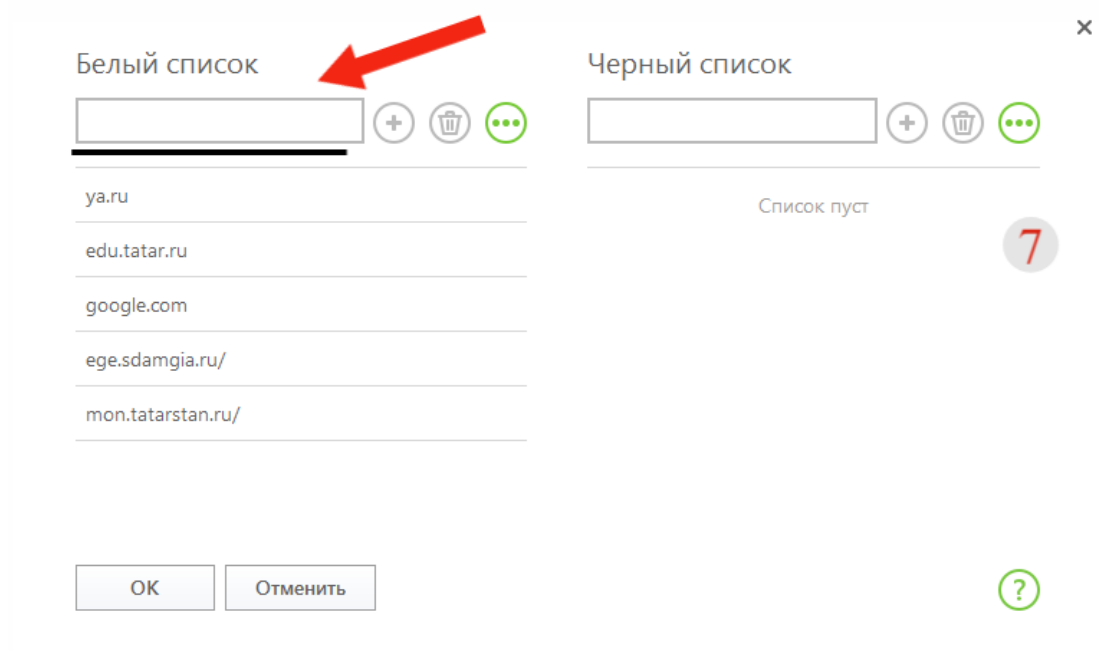 Белый список
ya.ru
edu.tatar.ru
google.com
ege.sdamgia.ru/
mon.tatarstan.ru/
Черный список
Список пуст
7
OK
Отменить
?